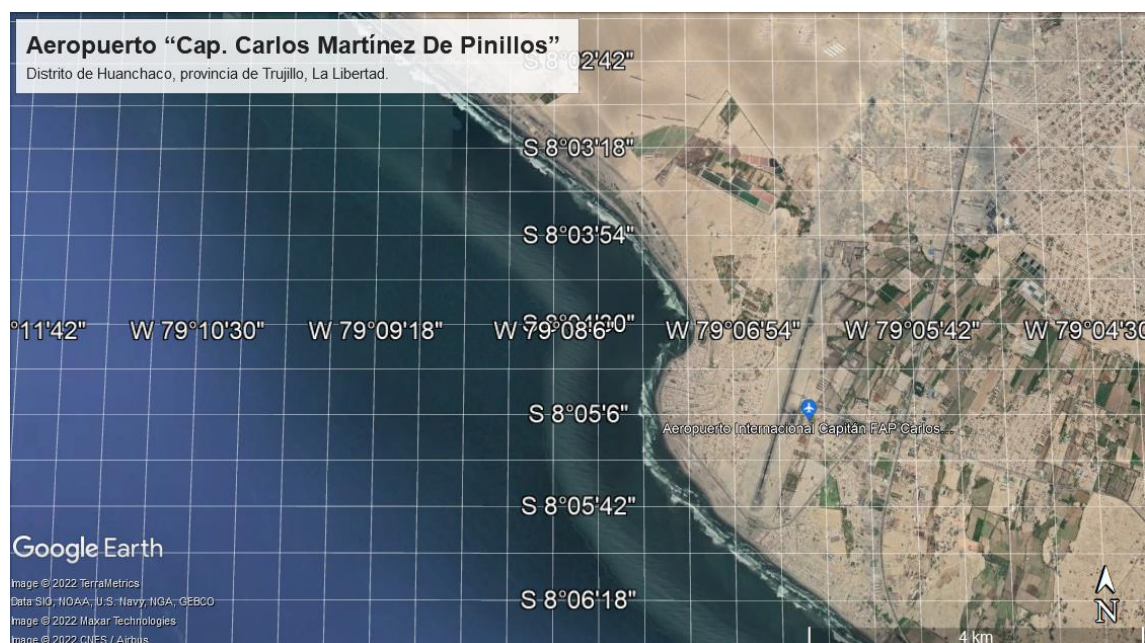 Aeropuerto “Cap. Carlos Martínez De Pinillos”
Distrito de Huanchaco, provincia de Trujillo, La Libertad.
S 8°02'42"
S 8°03'18"
S 8°03'54"
°11'42" W 79°10'30" W 79°09'18" W 79°08'6" W 79°06'54" W 79°05'42" W 79°04'30
S 8°05'6"
Aeropuerto Internacional Capitán FAP Carlos...
S 8°05'42"
Google Earth
Image © 2022 TerraMetrics
Data SIO, NOAA, U.S. Navy, NGA, GEBCO
S 8°06'18"
Image © 2022 Maxar Technologies
Image © 2022 CNES / Airbus
N
4 km